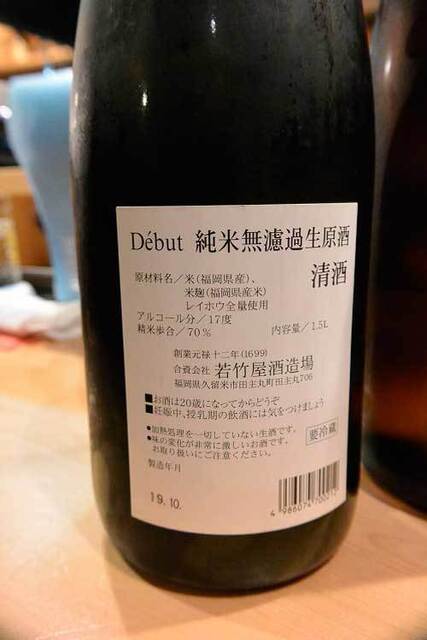 Début 純米無濾過生原酒
清酒
原材料名／米(福岡県産)、
米麹(福岡県産米)
レイホウ全量使用
アルコール分／17度
精米歩合／70%
内容量／1.5L
創業元禄十二年(1699)
合資会社 若竹屋酒造場
福岡県久留米市田主丸町田主丸706
■お酒は20歳になってからどうぞ
■妊娠中、授乳期の飲酒には気をつけましょう
●加熱処理を一切していない生酒です。
●味の変化が非常に激しいお酒です。
お取り扱いにご注意ください。
要冷蔵
製造年月
19.10.